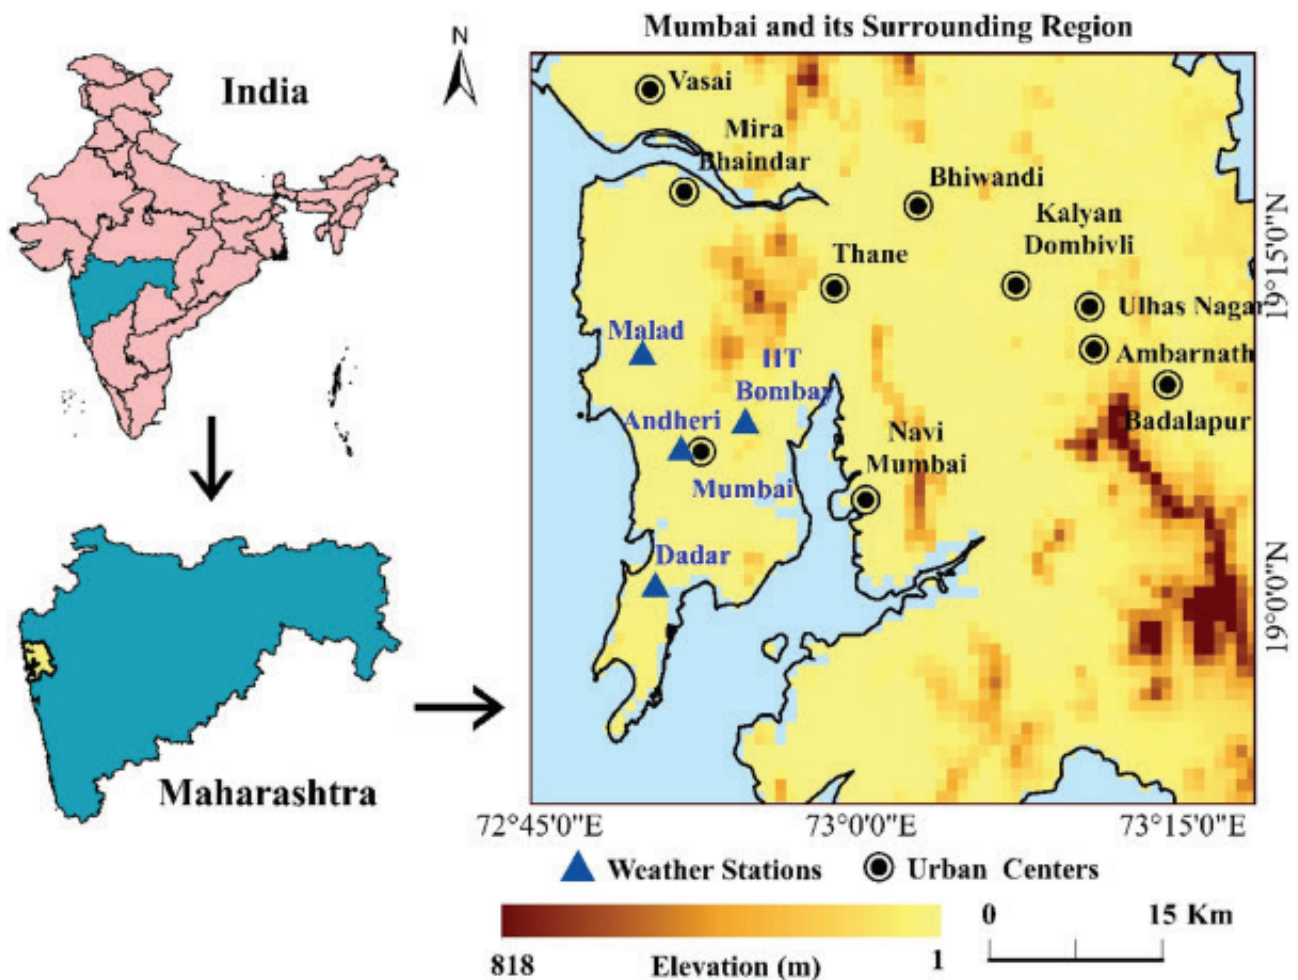 Mumbai and its Surrounding Region
N
India
Vasai
Mira
Bhaindar
Bhiwandi
Kalyan
Dombivli
Thane
Ulhas Nagar
Malad
IIT
Bombay
Ambarnath
Andheri
Badalapur
Navi
Mumbai
Mumbai
Dadar
19°15'0"N
19°0'0"N
Maharashtra
72°45'0"E
73°0'0"E
73°15'0"E
Weather Stations
Urban Centers
0
15 Km
818
Elevation (m)
1